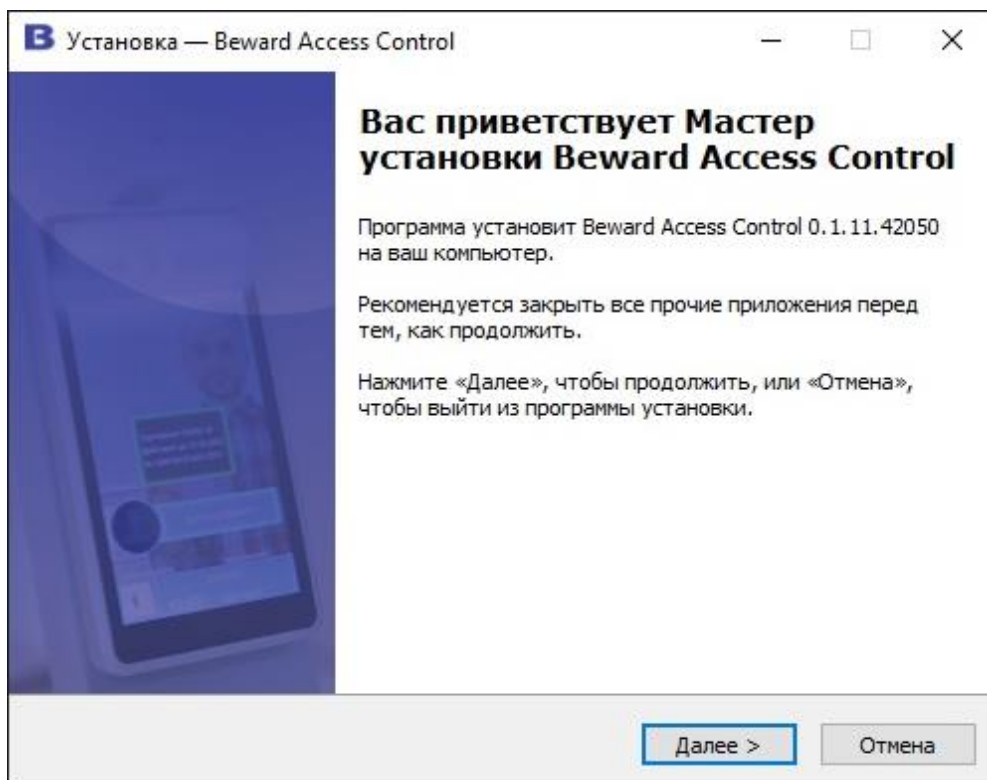 B Установка — Beward Access Control
Вас приветствует Мастер
установки Beward Access Control
Программа установит Beward Access Control 0.1.11.42050
на ваш компьютер.
Рекомендуется закрыть все прочие приложения перед
тем, как продолжить.
Нажмите «Далее», чтобы продолжить, или «Отмена»,
чтобы выйти из программы установки.
Далее >
Отмена